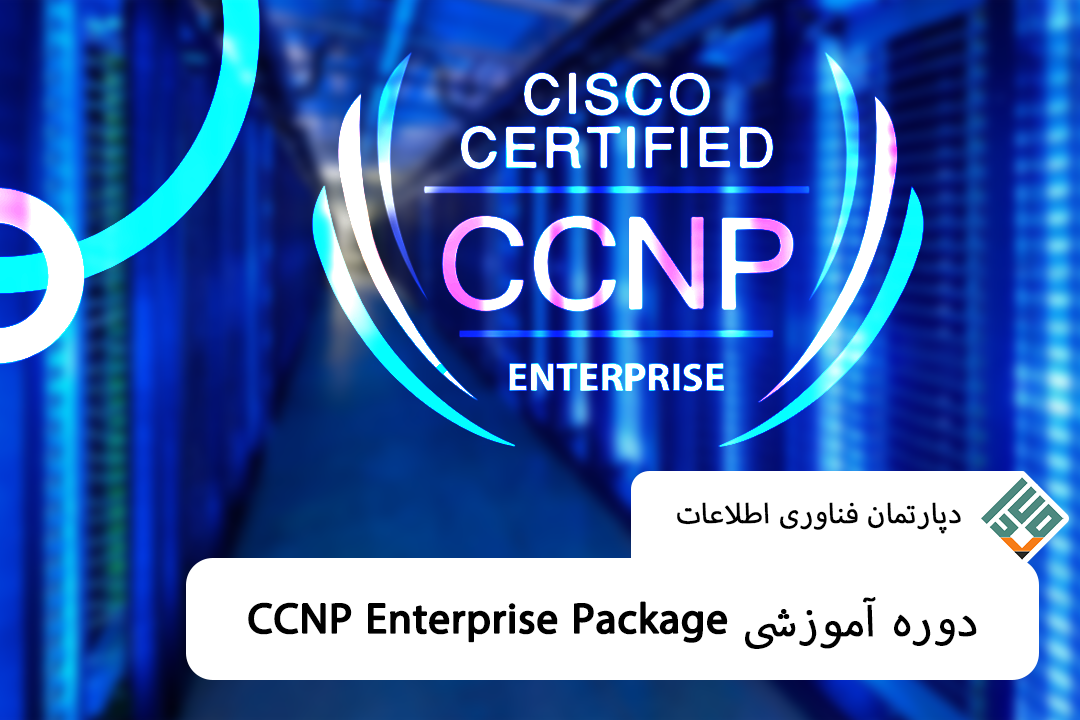 CISCO
CERTIFIED
CCNP
ENTERPRISE
دپارتمان فناوری اطلاعات
دوره آموزشی CCNP Enterprise Package